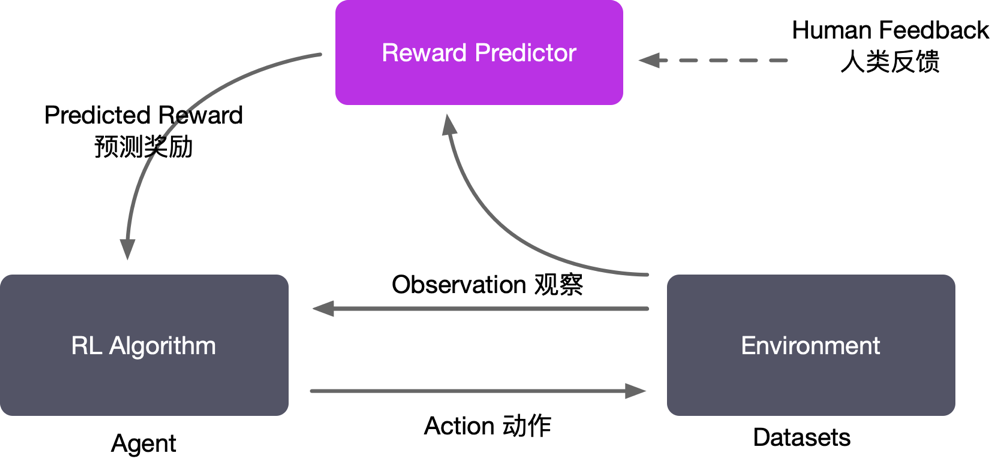 Reward Predictor
Human Feedback
人类反馈
Predicted Reward
预测奖励
Observation 观察
RL Algorithm
Environment
Action 动作
Agent
Datasets